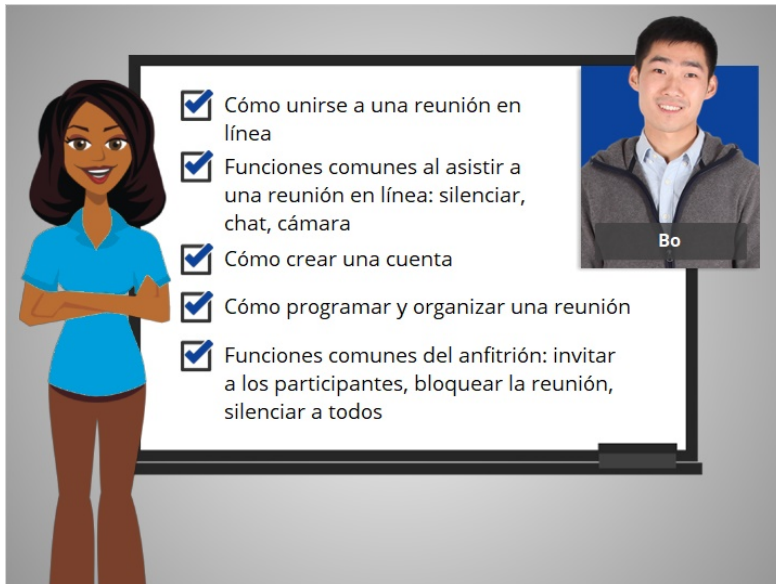 Cómo unirse a una reunión en
línea
Funciones comunes al asistir a
una reunión en línea: silenciar,
chat, cámara
Cómo crear una cuenta
Cómo programar y organizar una reunión
Funciones comunes del anfitrión: invitar
a los participantes, bloquear la reunión,
silenciar a todos
Bo